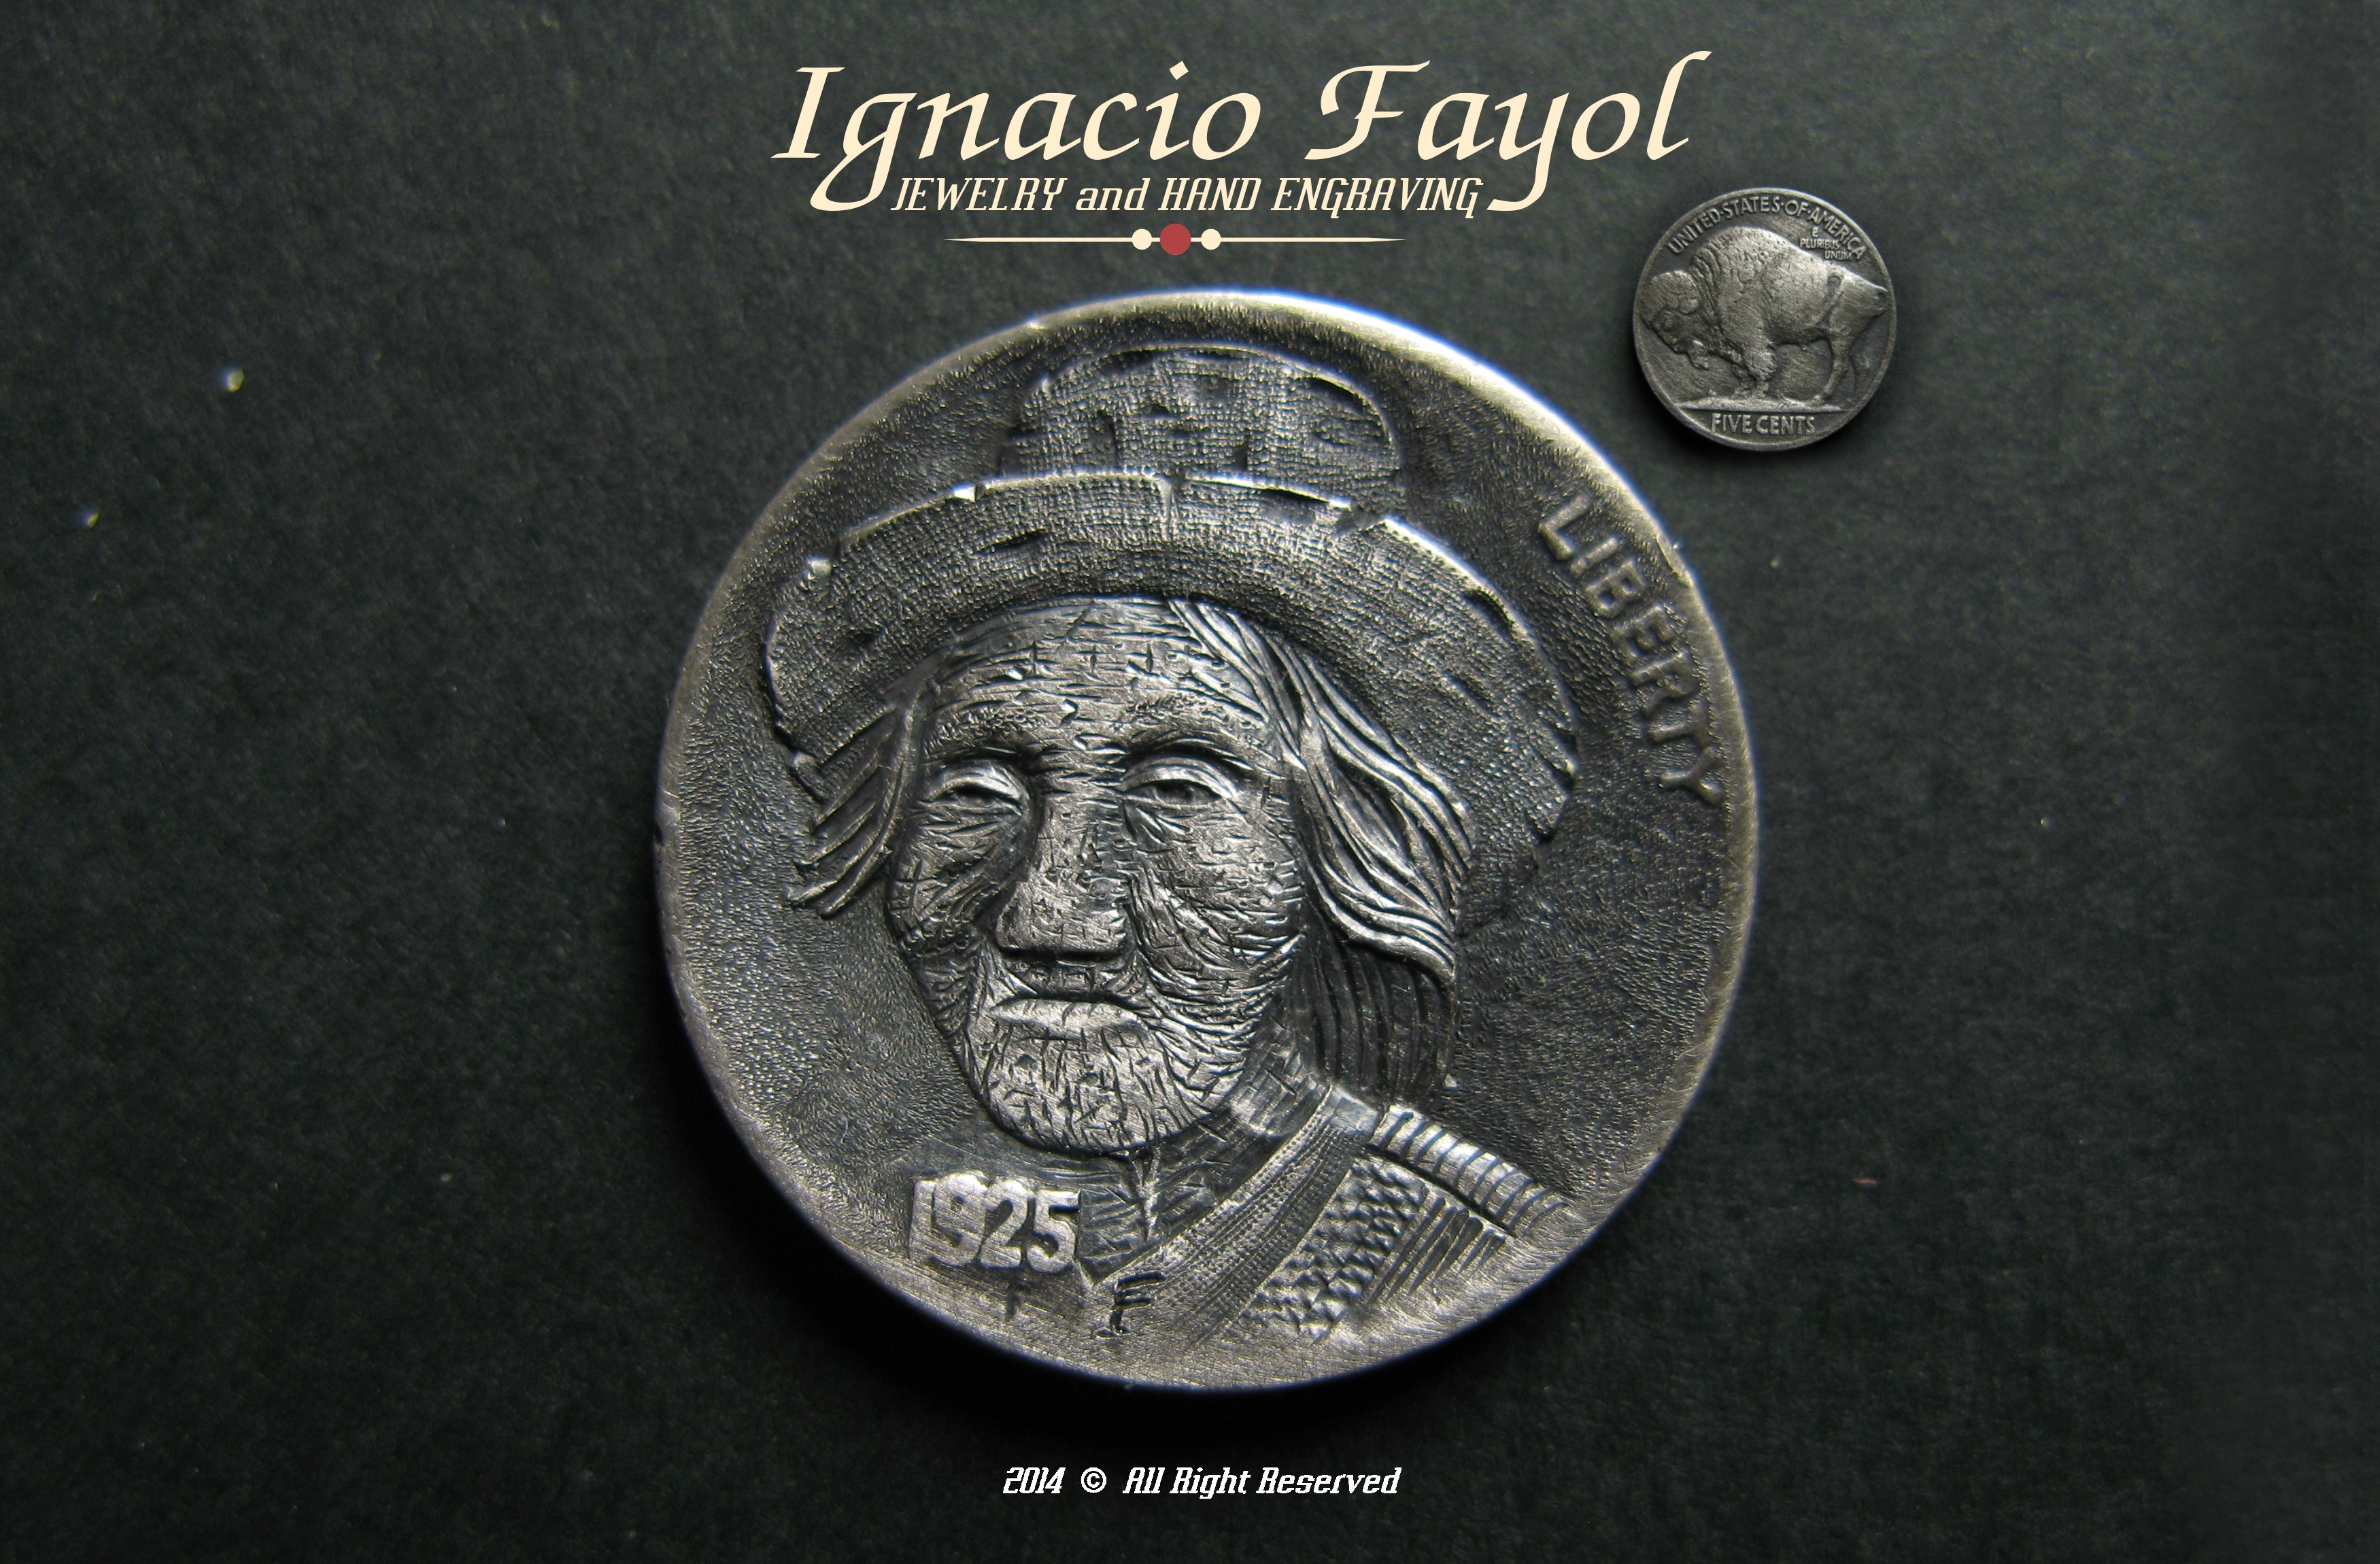 Ignacio Fayol
JEWELRY and HAND ENGRAVING
UNITED·STATES·OF·AMERICA
E
PLURIBUS
UNUM
FIVE CENTS
LIBERTY
1925
F
2014 © All Right Reserved